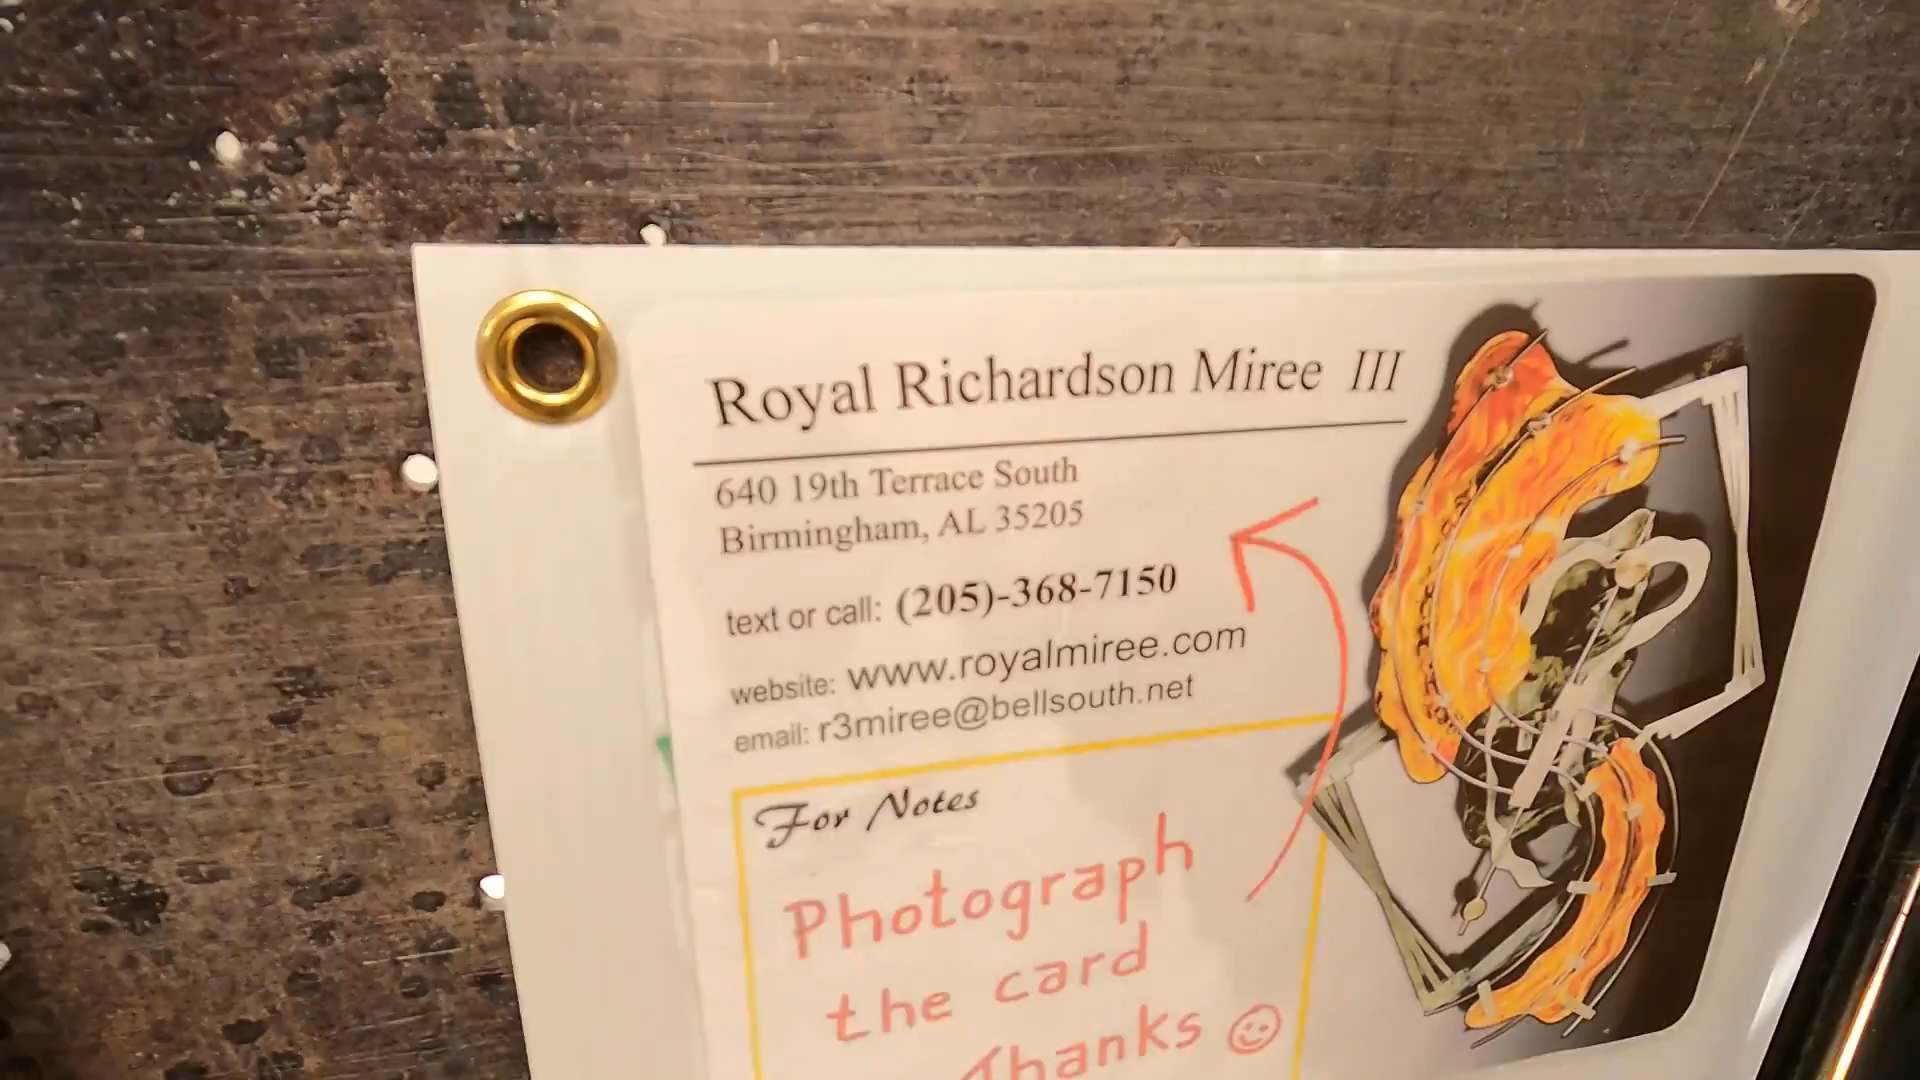 Royal Richardson Miree III
640 19th Terrace South
Birmingham, AL 35205
text or call: (205)-368-7150
website: www.royalmiree.com
email: r3miree@bellsouth.net
For Notes
Photograph
the card
Thanks